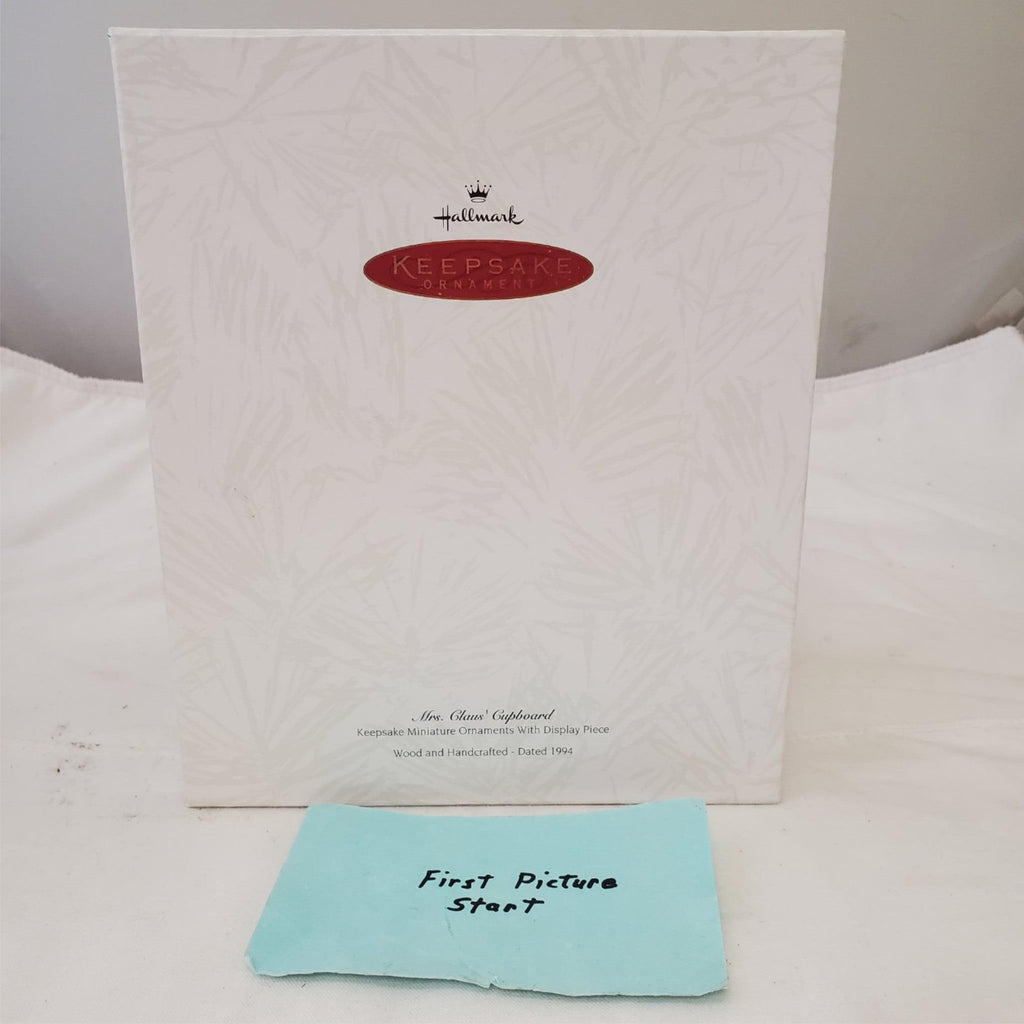 Hallmark
KEEPSAKE
ORNAMENT
Mrs. Claus' Cupboard
Keepsake Miniature Ornaments With Display Piece
Wood and Handcrafted - Dated 1994
First Picture
Start